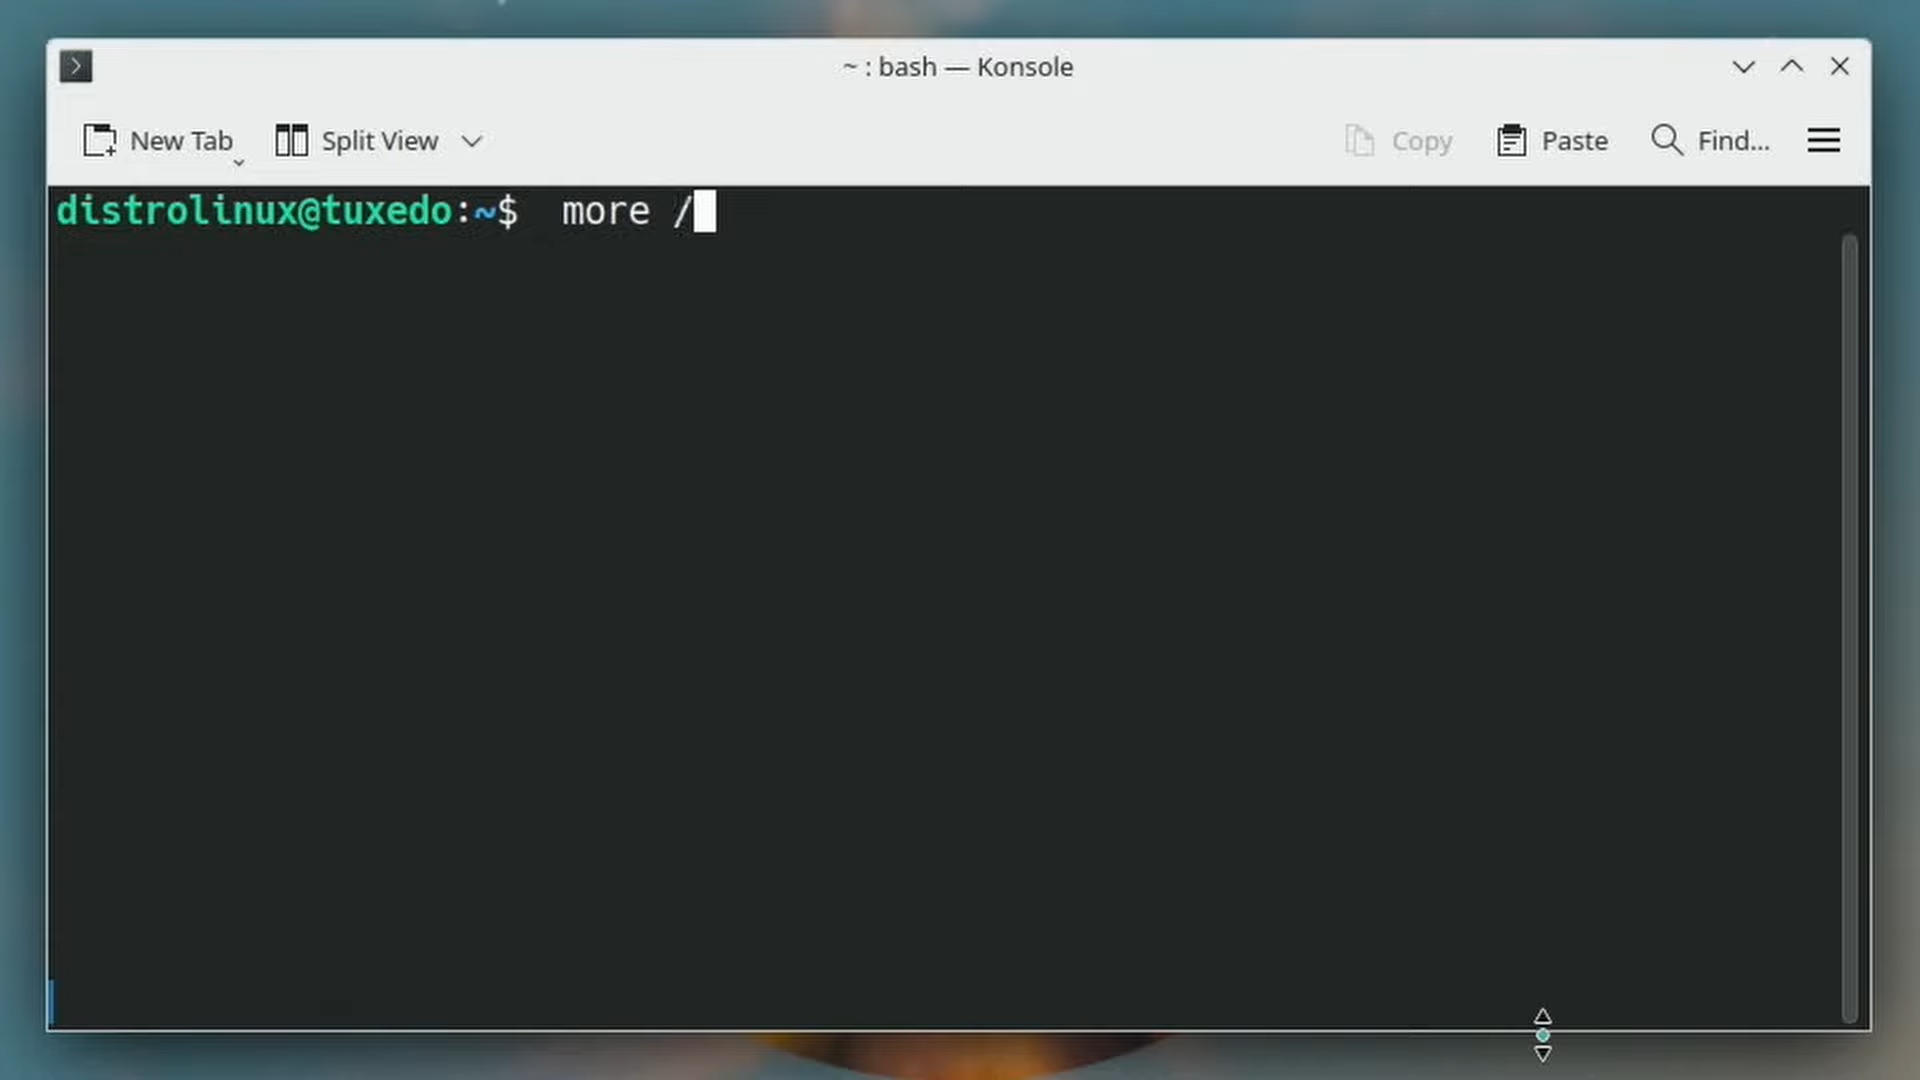 ~ : bash — Konsole
New Tab Split View Copy Paste Find...
distrolinux@tuxedo:~$  more /